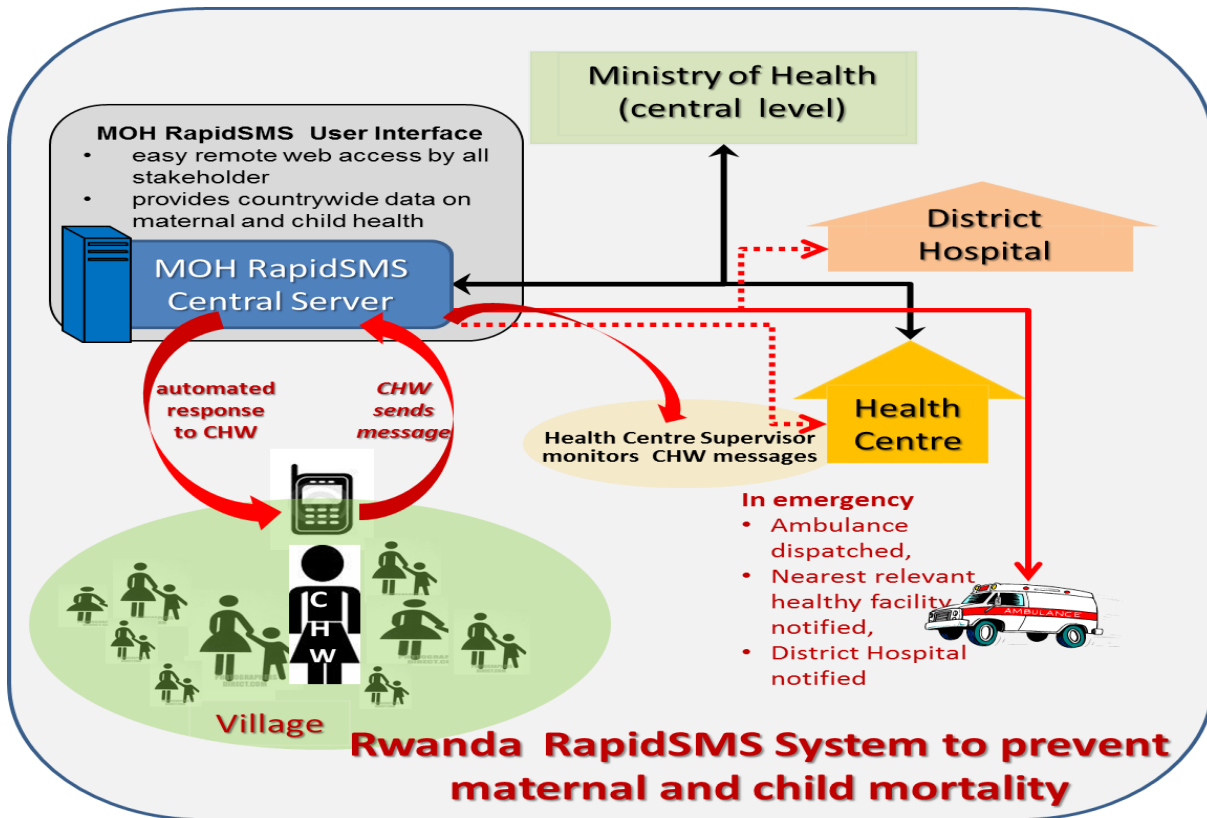 Ministry of Health
(central level)
MOH RapidSMS User Interface
• easy remote web access by all
stakeholder
• provides countrywide data on
maternal and child health
MOH RapidSMS
Central Server
District
Hospital
automated
response
to CHW
CHW
sends
message
Health Centre Supervisor
monitors CHW messages
Health
Centre
In emergency
• Ambulance
dispatched,
• Nearest relevant
healthy facility
notified,
• District Hospital
notified
AMBULANCE
C
H
W
Village
Rwanda RapidSMS System to prevent
maternal and child mortality